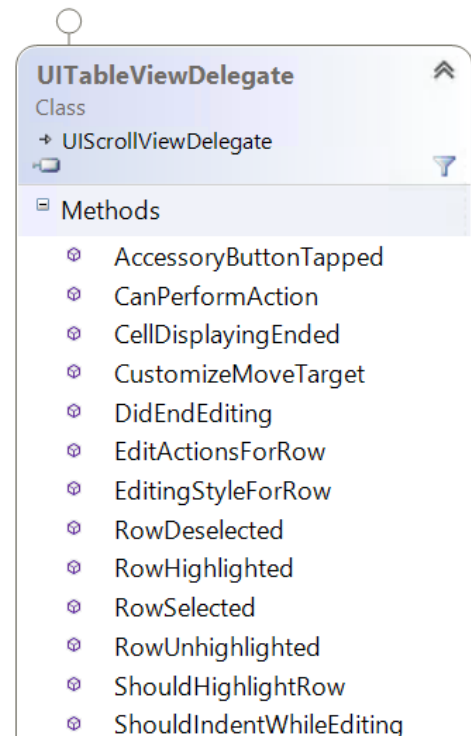 UITableViewDelegate
Class
UIScrollViewDelegate
Methods
AccessoryButtonTapped
CanPerformAction
CellDisplayingEnded
CustomizeMoveTarget
DidEndEditing
EditActionsForRow
EditingStyleForRow
RowDeselected
RowHighlighted
RowSelected
RowUnhighlighted
ShouldHighlightRow
ShouldIndentWhileEditing